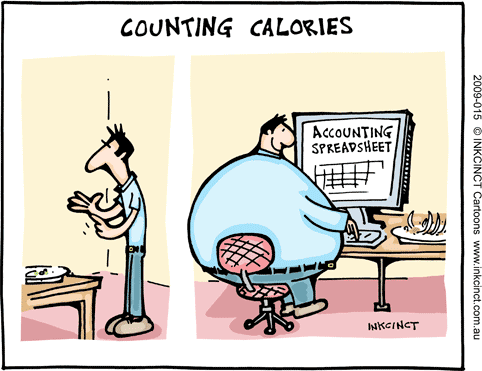 COUNTING CALORIES
ACCOUNTING
SPREADSHEET
INKCINCT
2009-015 © INKCINCT Cartoons www.inkcinct.com.au